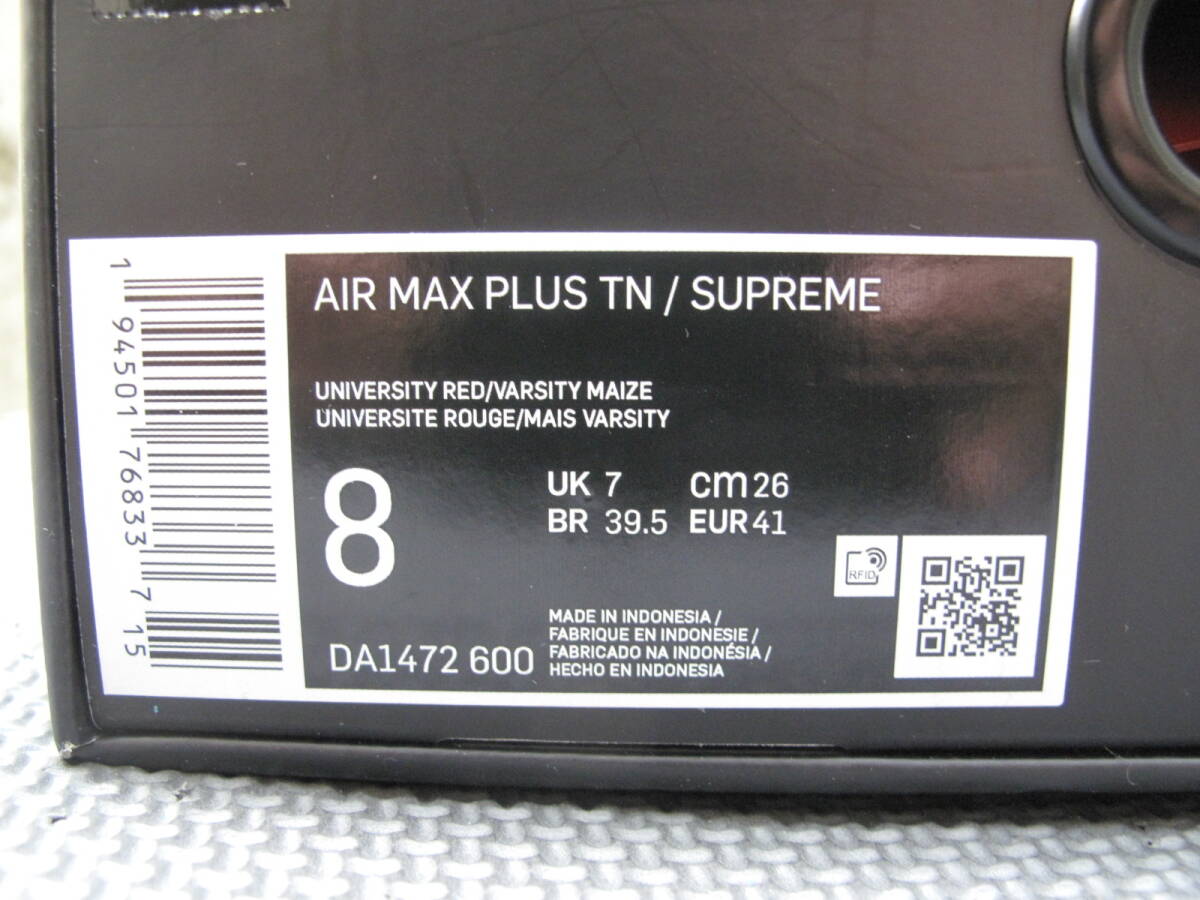 AIR MAX PLUS TN / SUPREME
UNIVERSITY RED/VARSITY MAIZE
UNIVERSITE ROUGE/MAIS VARSITY
8
UK 7 cm 26
BR 39.5 EUR 41
RFID
DA1472 600
MADE IN INDONESIA /
FABRIQUE EN INDONESIE /
FABRICADO NA INDONÉSIA /
HECHO EN INDONESIA
1 94501 76833 7 15